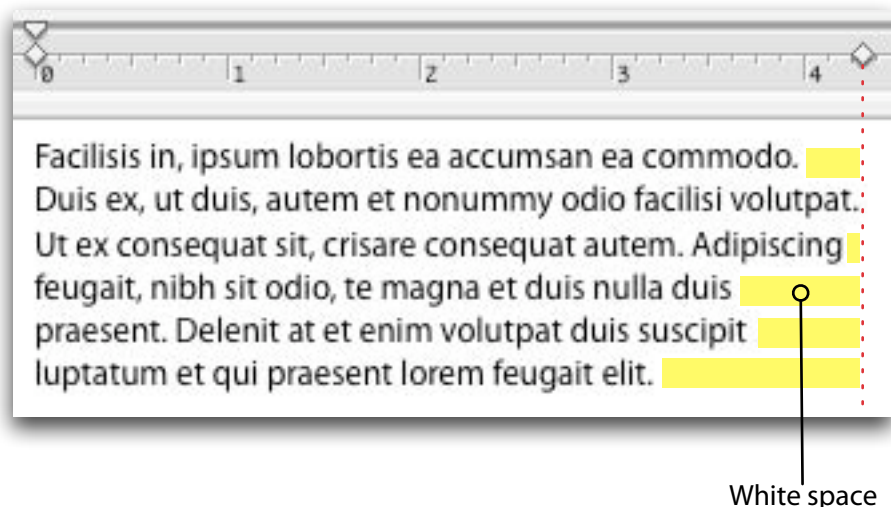 0 1 2 3 4
Facilisis in, ipsum lobortis ea accumsan ea commodo.
Duis ex, ut duis, autem et nonummy odio facilisi volutpat.
Ut ex consequat sit, crisare consequat autem. Adipiscing
feugait, nibh sit odio, te magna et duis nulla duis
praesent. Delenit at et enim volutpat duis suscipit
luptatum et qui praesent lorem feugait elit.
White space